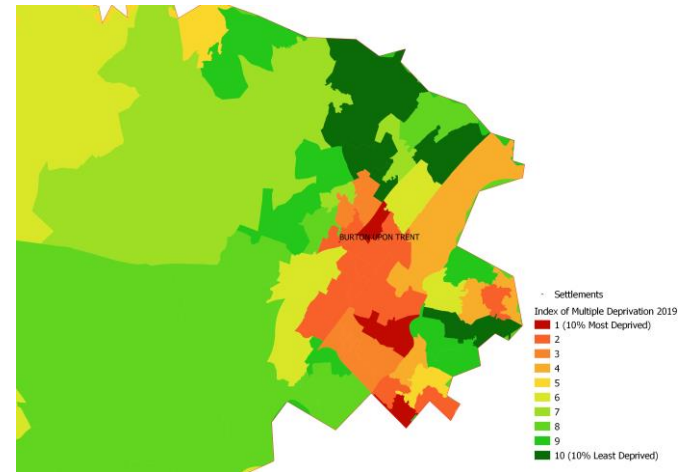 BURTON UPON TRENT
Settlements
Index of Multiple Deprivation 2019
1 (10% Most Deprived)
2
3
4
5
6
7
8
9
10 (10% Least Deprived)